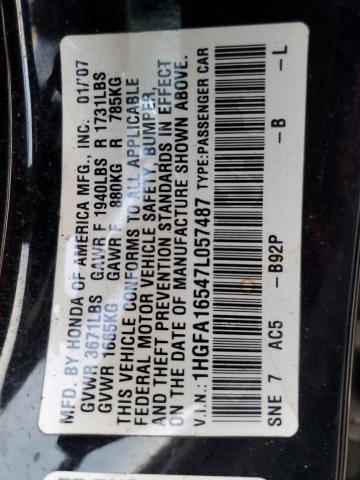 MFD. BY HONDA OF AMERICA MFG., INC. 01/'07
GVWR 3671LBS GAWR F 1940LBS R 1731LBS
GVWR 1665KG GAWR F 880KG R 785KG
THIS VEHICLE CONFORMS TO ALL APPLICABLE
FEDERAL MOTOR VEHICLE SAFETY, BUMPER,
AND THEFT PREVENTION STANDARDS IN EFFECT
ON THE DATE OF MANUFACTURE SHOWN ABOVE.
V.I.N.: 1HGFA16547L057487 TYPE:PASSENGER CAR
SNE 7 AC5 -B92P -B -L